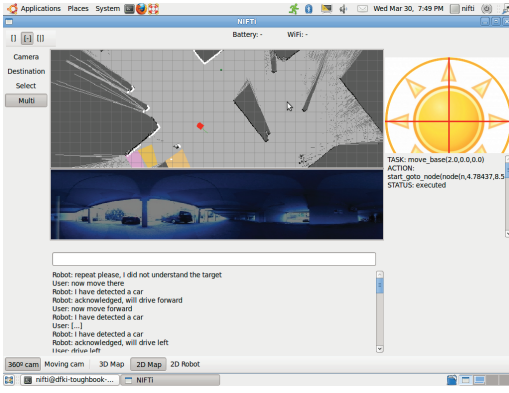 Applications Places System Wed Mar 30, 7:49 PM nifti
NIFTi
[] [-] [|] Battery: - WiFi: -
Camera
Destination
Select
Multi
TASK: move_base(2.0,0.0,0.0)
ACTION:
start_goto_node(node(n,4.78437,8.5
STATUS: executed
Robot: repeat please, I did not understand the target
User: now move there
Robot: I have detected a car
Robot: acknowledged, will drive forward
User: now move forward
Robot: I have detected a car
User: [...]
Robot: I have detected a car
Robot: acknowledged, will drive left
User: drive left
360º cam Moving cam 3D Map 2D Map 2D Robot
nifti@dfki-toughbook-... NIFTi